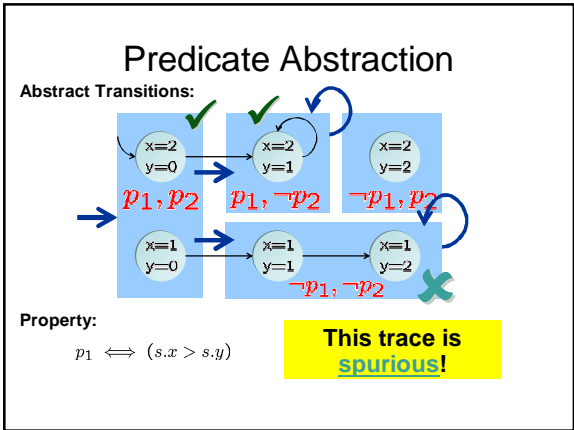 Predicate Abstraction
Abstract Transitions:
x=2
y=0
x=2
y=1
x=2
y=2
p₁, p₂
p₁, ¬p₂
¬p₁, p₂
x=1
y=0
x=1
y=1
x=1
y=2
¬p₁, ¬p₂
Property:
p₁ ⟺ (s.x > s.y)
This trace is
spurious!